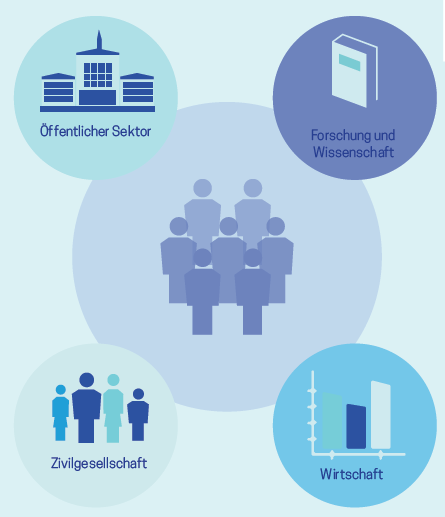 Öffentlicher Sektor
Forschung und
Wissenschaft
Zivilgesellschaft
Wirtschaft